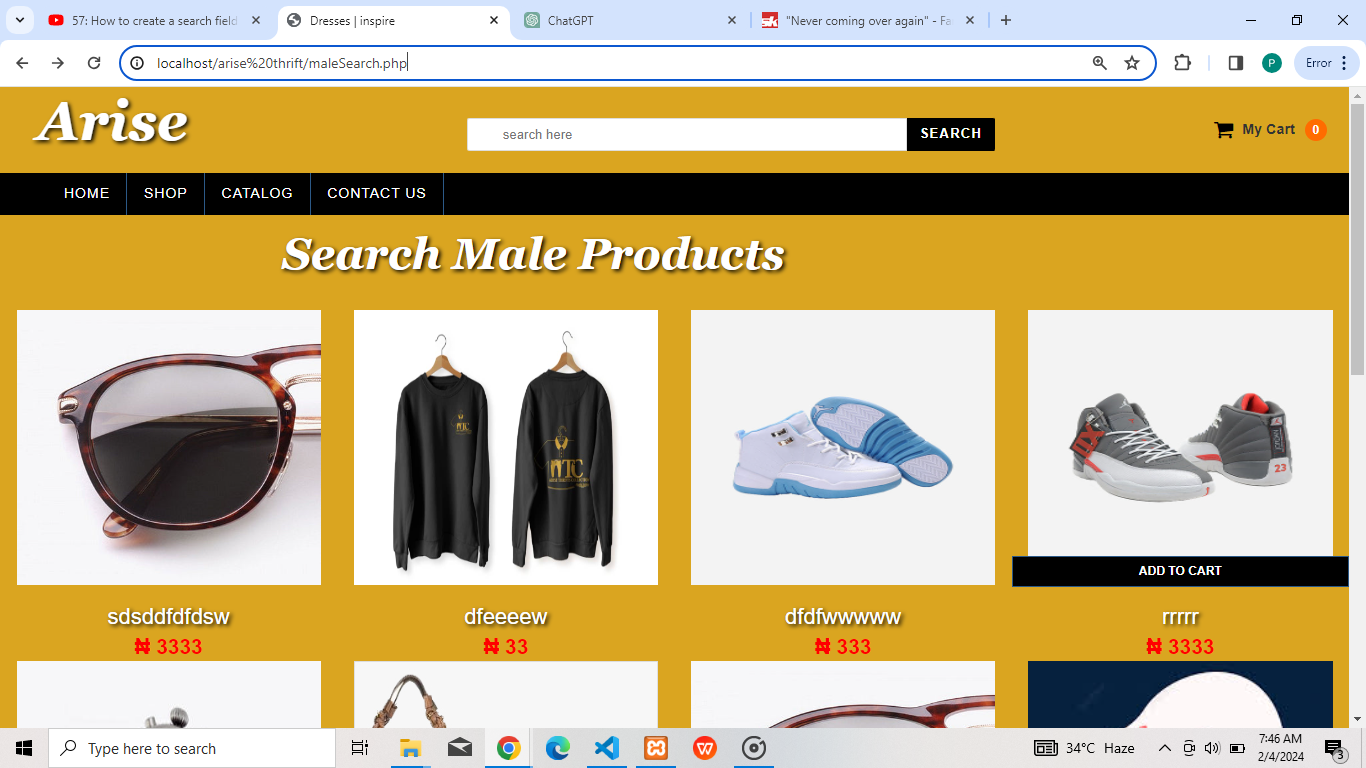 57: How to create a search field
Dresses | inspire
ChatGPT
"Never coming over again" - Fa
localhost/arise%20thrift/maleSearch.php
P
Error
Arise
search here
SEARCH
My Cart 0
HOME
SHOP
CATALOG
CONTACT US
Search Male Products
23
ADD TO CART
sdsddfdfdsw
dfeeeew
dfdfwwwww
rrrrr
₦ 3333
₦ 33
₦ 333
₦ 3333
Type here to search
34°C Haze
7:46 AM
2/4/2024
3